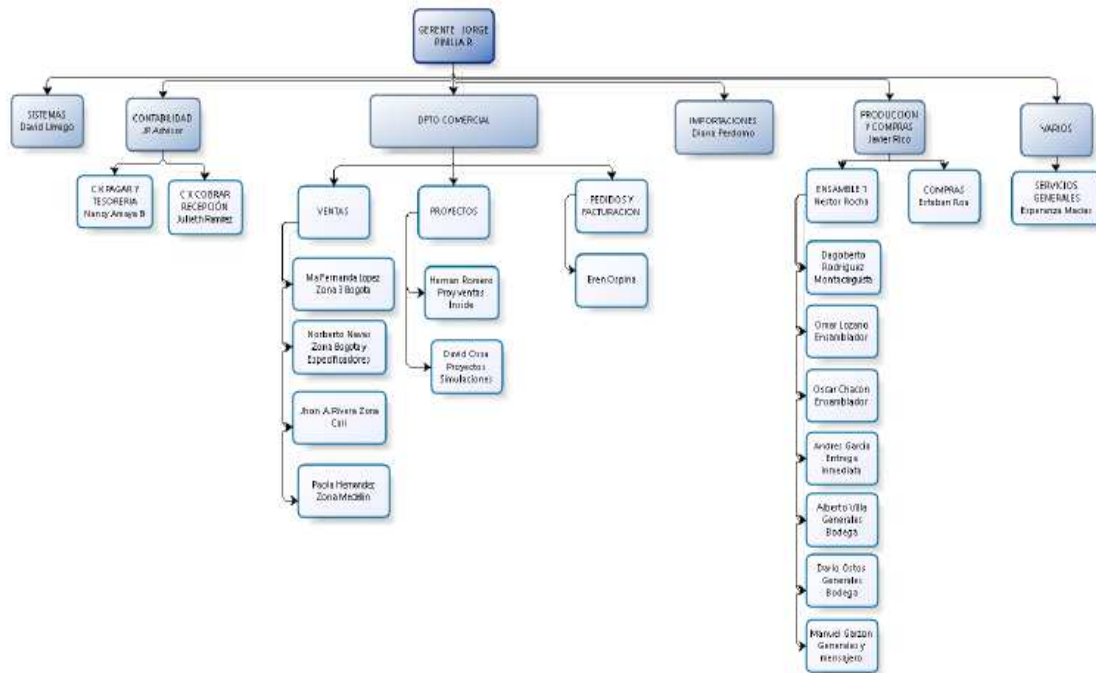 GERENTE JORGE
PINILLA R
SISTEMAS
David
CONTABILIDAD
JP Advisor
DPTO COMERCIAL
IMPORTACIONES
Diana Perdomo
PRODUCCION
Y COMPRAS
Javier Rico
VARIOS
C X PAGAR Y
TESORERIA
Nancy Amaya B
C X COBRAR
RECEPCIÓN
Julieth Ramirez
VENTAS
PROYECTOS
PEDIDOS Y
FACTURACION
ENSAMBLE 1
Nestor Rocha
COMPRAS
Esteban Roa
SERVICIOS
GENERALES
Esperanza Macias
Ma Fernanda Lopez
Zona 3 Bogota
Norberto
Zona Bogota y
Especificadores
Jhon A.Rivera Zona
Cali
Paola Hernandez
Zona Medellin
Hernan Romero
Proy ventas
Inside
David Ossa
Proyectos
Simulaciones
Eren Ospina
Dagoberto
Rodriguez
Montacarguista
Omar Lozano
Ensamblador
Oscar Chacon
Ensamblador
Andres Garcia
Entrega
Inmediata
Alberto Villa
Generales
Bodega
Dario Ostos
Generales
Bodega
Manuel Garzon
Generales y
mensajero